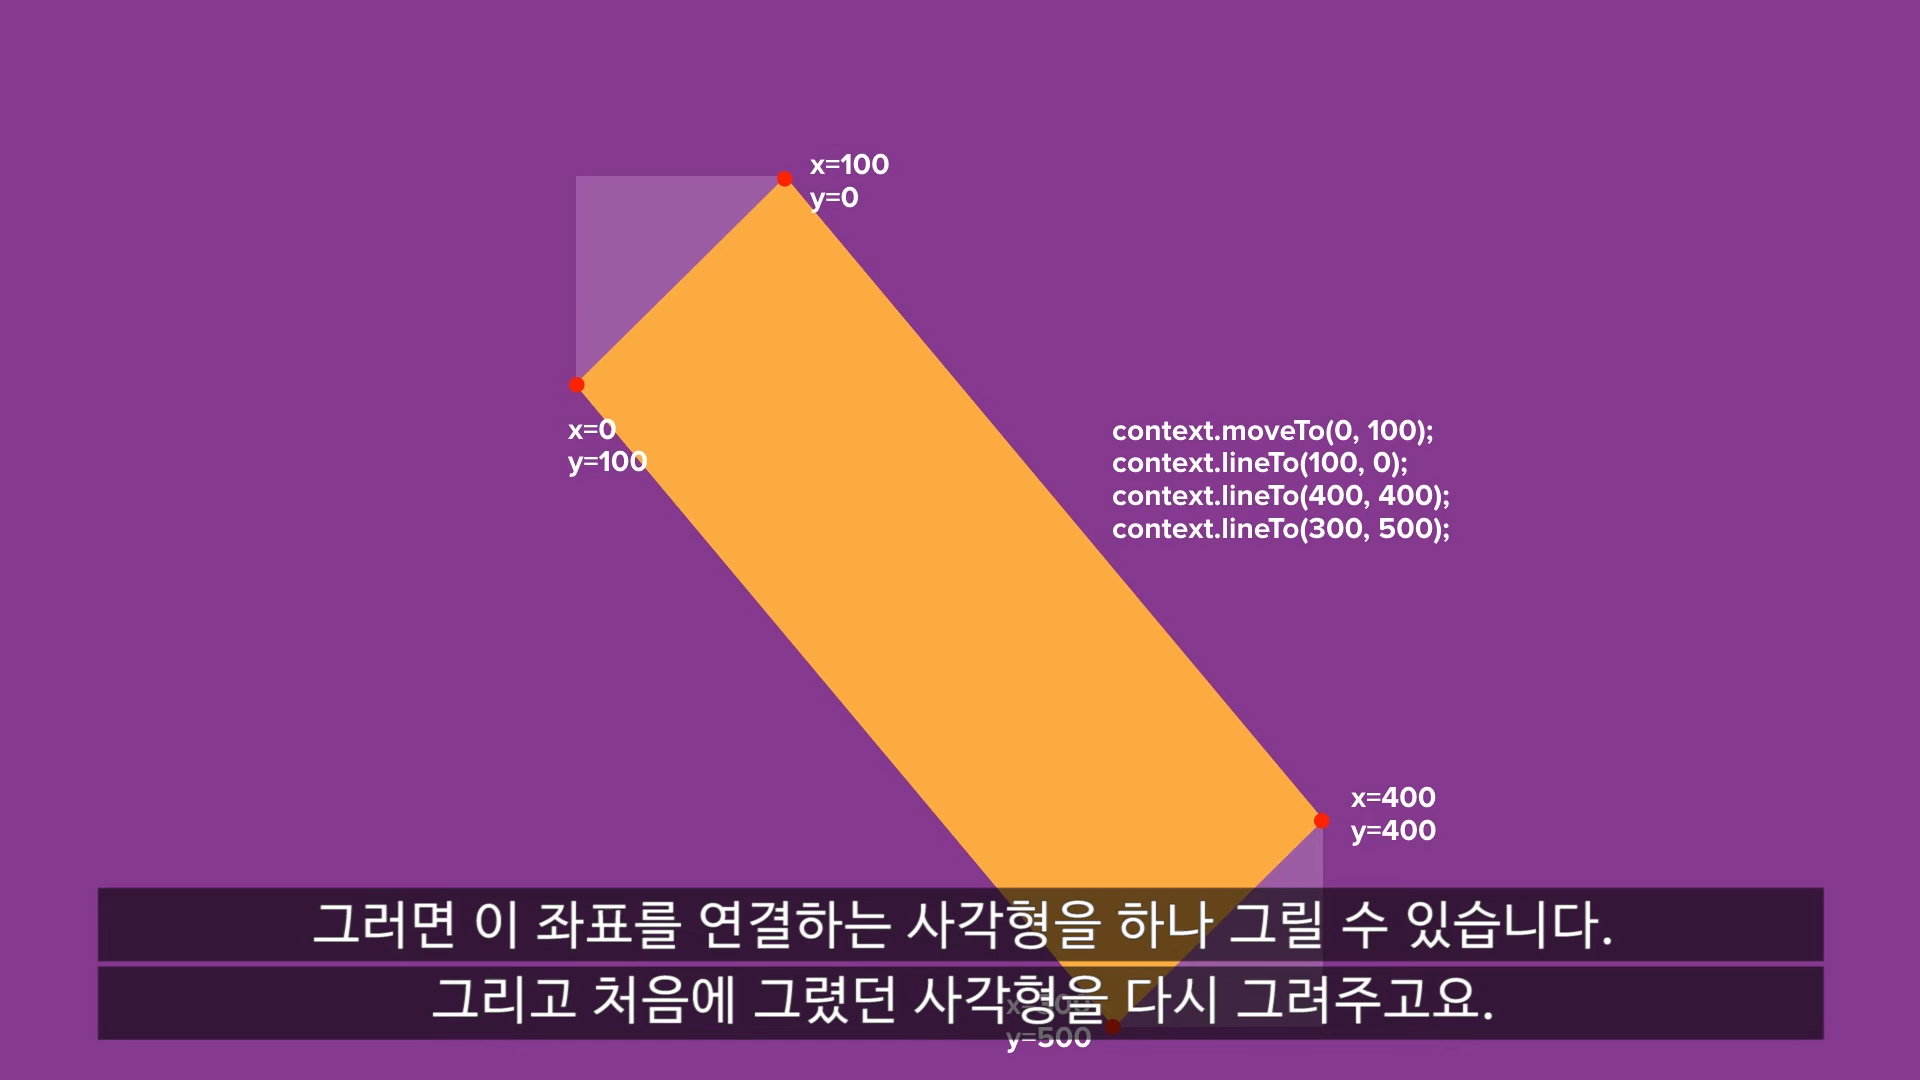 x=100
y=0
x=0
y=100
context.moveTo(0, 100);
context.lineTo(100, 0);
context.lineTo(400, 400);
context.lineTo(300, 500);
x=400
y=400
그러면 이 좌표를 연결하는 사각형을 하나 그릴 수 있습니다.
그리고 처음에 그렸던 사각형을 다시 그려주고요.
x=300
y=500